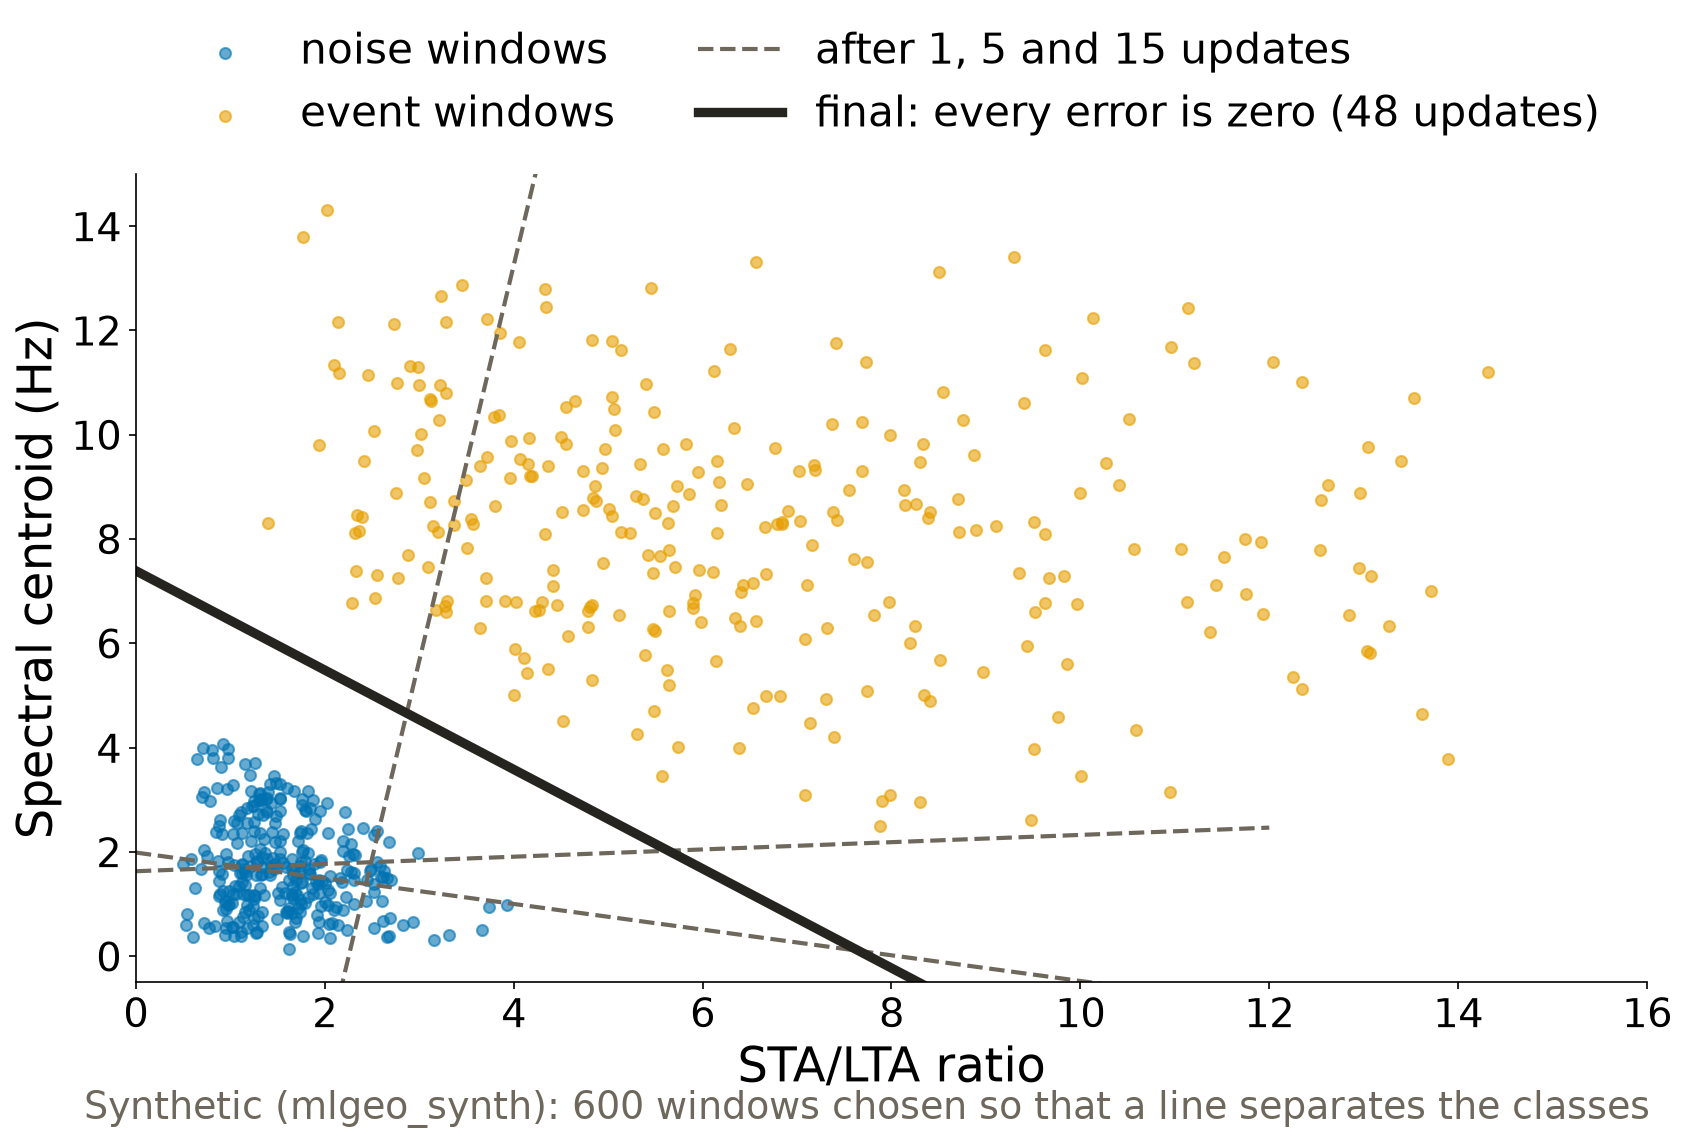 noise windows
event windows
after 1, 5 and 15 updates
final: every error is zero (48 updates)
14
12
10
8
6
4
2
0
Spectral centroid (Hz)
0 2 4 6 8 10 12 14 16
STA/LTA ratio
Synthetic (mlgeo_synth): 600 windows chosen so that a line separates the classes